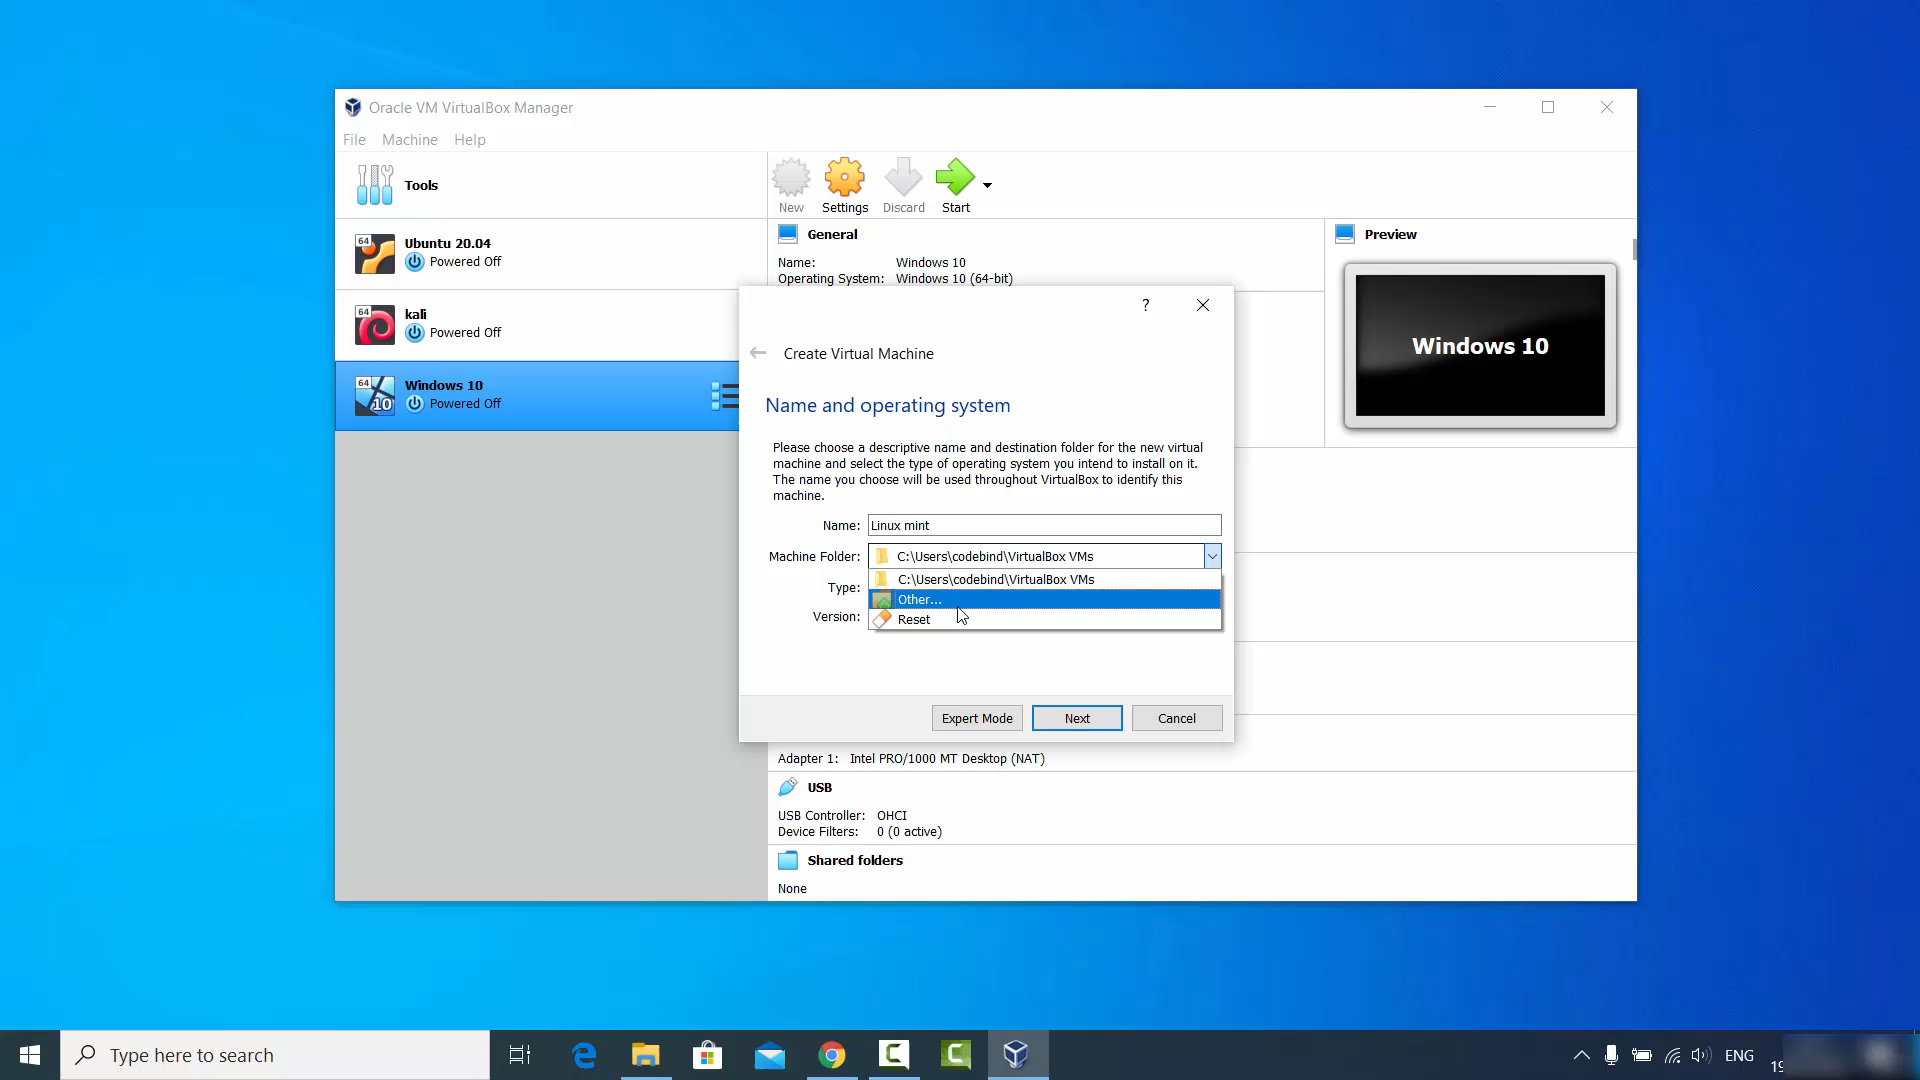 Oracle VM VirtualBox Manager
File Machine Help
Tools
New Settings Discard Start
64
Ubuntu 20.04
Powered Off
64
kali
Powered Off
64
10
Windows 10
Powered Off
General
Name: Windows 10
Operating System: Windows 10 (64-bit)
Preview
Windows 10
?
Create Virtual Machine
Name and operating system
Please choose a descriptive name and destination folder for the new virtual
machine and select the type of operating system you intend to install on it.
The name you choose will be used throughout VirtualBox to identify this
machine.
Name: Linux mint
Machine Folder: C:\Users\codebind\VirtualBox VMs
C:\Users\codebind\VirtualBox VMs
Type:
Other...
Version:
Reset
Expert Mode Next Cancel
Adapter 1: Intel PRO/1000 MT Desktop (NAT)
USB
USB Controller: OHCI
Device Filters: 0 (0 active)
Shared folders
None
Type here to search
ENG